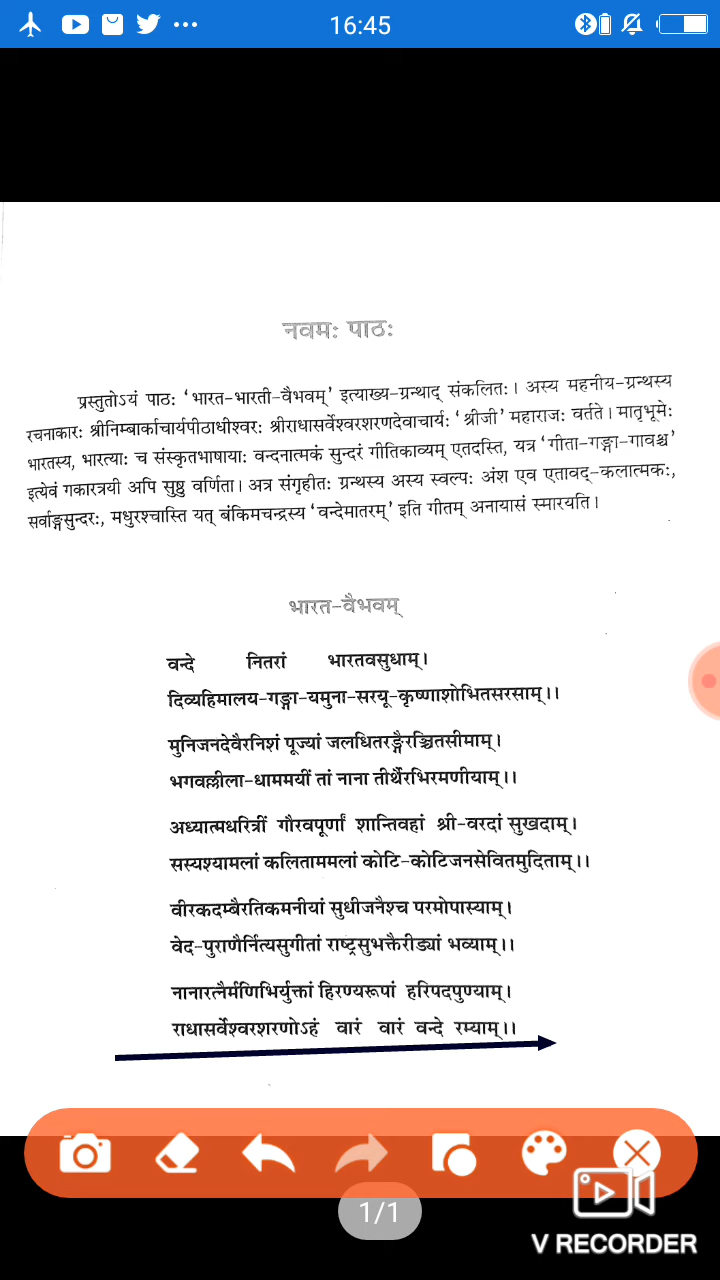 16:45
नवमः पाठः
प्रस्तुतोऽयं पाठः ‘भारत-भारती-वैभवम्’ इत्याख्य-ग्रन्थाद् संकलितः। अस्य महनीय-ग्रन्थस्य
रचनाकारः श्रीनिम्बार्काचार्यपीठाधीश्वरः श्रीराधासर्वेश्वरशरणदेवाचार्यः ‘श्रीजी’ महाराजः वर्तते। मातृभूमेः
भारतस्य, भारत्याः च संस्कृतभाषायाः वन्दनात्मकं सुन्दरं गीतिकाव्यम् एतदस्ति, यत्र ‘गीता-गङ्गा-गावश्च’
इत्येवं गकारत्रयी अपि सुष्ठु वर्णिता। अत्र संगृहीतः ग्रन्थस्य अस्य स्वल्पः अंश एव एतावद्-कलात्मकः,
सर्वाङ्गसुन्दरः, मधुरश्चास्ति यत् बंकिमचन्द्रस्य ‘वन्देमातरम्’ इति गीतम् अनायासं स्मारयति।
भारत-वैभवम्
वन्दे नितरां भारतवसुधाम्।
दिव्यहिमालय-गङ्गा-यमुना-सरयू-कृष्णाशोभितसरसाम्।।
मुनिजनदेवैरनिशं पूज्यां जलधितरङ्गैरञ्चितसीमाम्।
भगवल्लीला-धाममयीं तां नाना तीर्थैरभिरमणीयाम्।।
अध्यात्मधरित्रीं गौरवपूर्णां शान्तिवहां श्री-वरदां सुखदाम्।
सस्यश्यामलां कलिताममलां कोटि-कोटिजनसेवितमुदिताम्।।
वीरकदम्बैरतिकमनीयां सुधीजनैश्च परमोपास्याम्।
वेद-पुराणैर्नित्यसुगीतां राष्ट्रसुभक्तैरीड्यां भव्याम्।।
नानारत्नैर्मणिभिर्युक्तां हिरण्यरूपां हरिपदपुण्याम्।
राधासर्वेश्वरशरणोऽहं वारं वारं वन्दे रम्याम्।।
1/1
V RECORDER